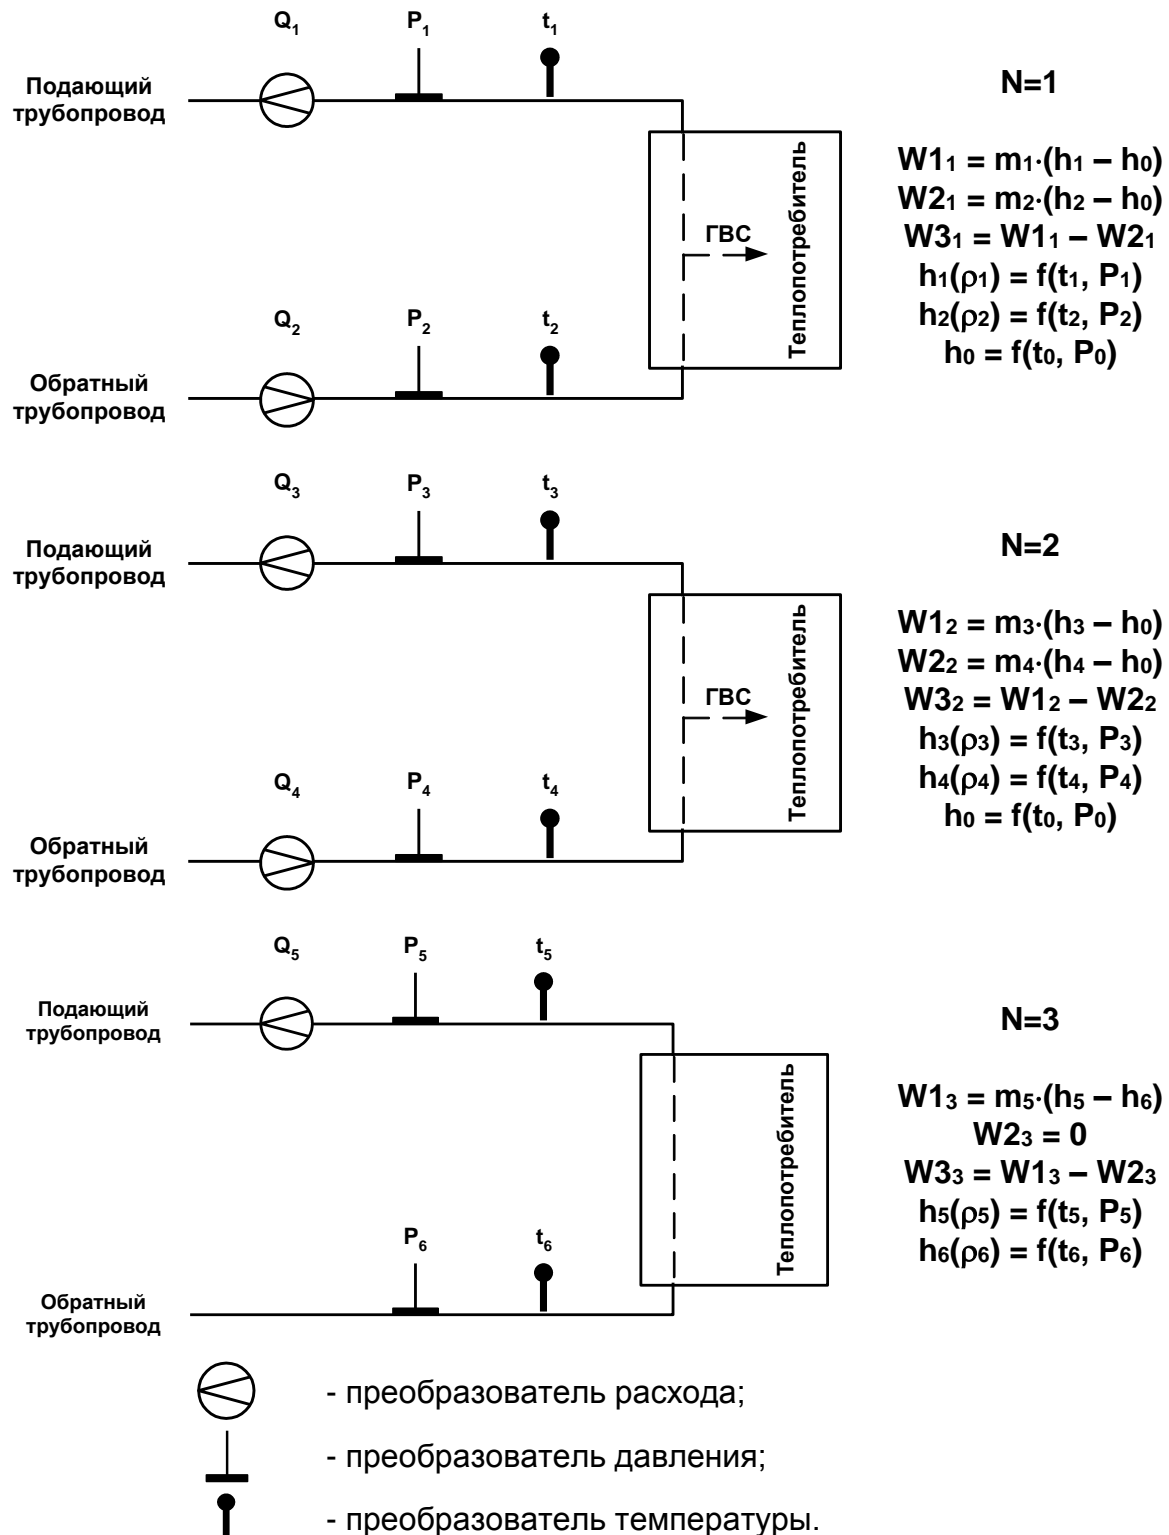 Q1 P1 t1
Подающий
трубопровод
Теплопотребитель
ГВС
Q2 P2 t2
Обратный
трубопровод
N=1
W11 = m1·(h1 – h0)
W21 = m2·(h2 – h0)
W31 = W11 – W21
h1(ρ1) = f(t1, P1)
h2(ρ2) = f(t2, P2)
h0 = f(t0, P0)
Q3 P3 t3
Подающий
трубопровод
Теплопотребитель
ГВС
Q4 P4 t4
Обратный
трубопровод
N=2
W12 = m3·(h3 – h0)
W22 = m4·(h4 – h0)
W32 = W12 – W22
h3(ρ3) = f(t3, P3)
h4(ρ4) = f(t4, P4)
h0 = f(t0, P0)
Q5 P5 t5
Подающий
трубопровод
Теплопотребитель
P6 t6
Обратный
трубопровод
N=3
W13 = m5·(h5 – h6)
W23 = 0
W33 = W13 – W23
h5(ρ5) = f(t5, P5)
h6(ρ6) = f(t6, P6)
- преобразователь расхода;
- преобразователь давления;
- преобразователь температуры.